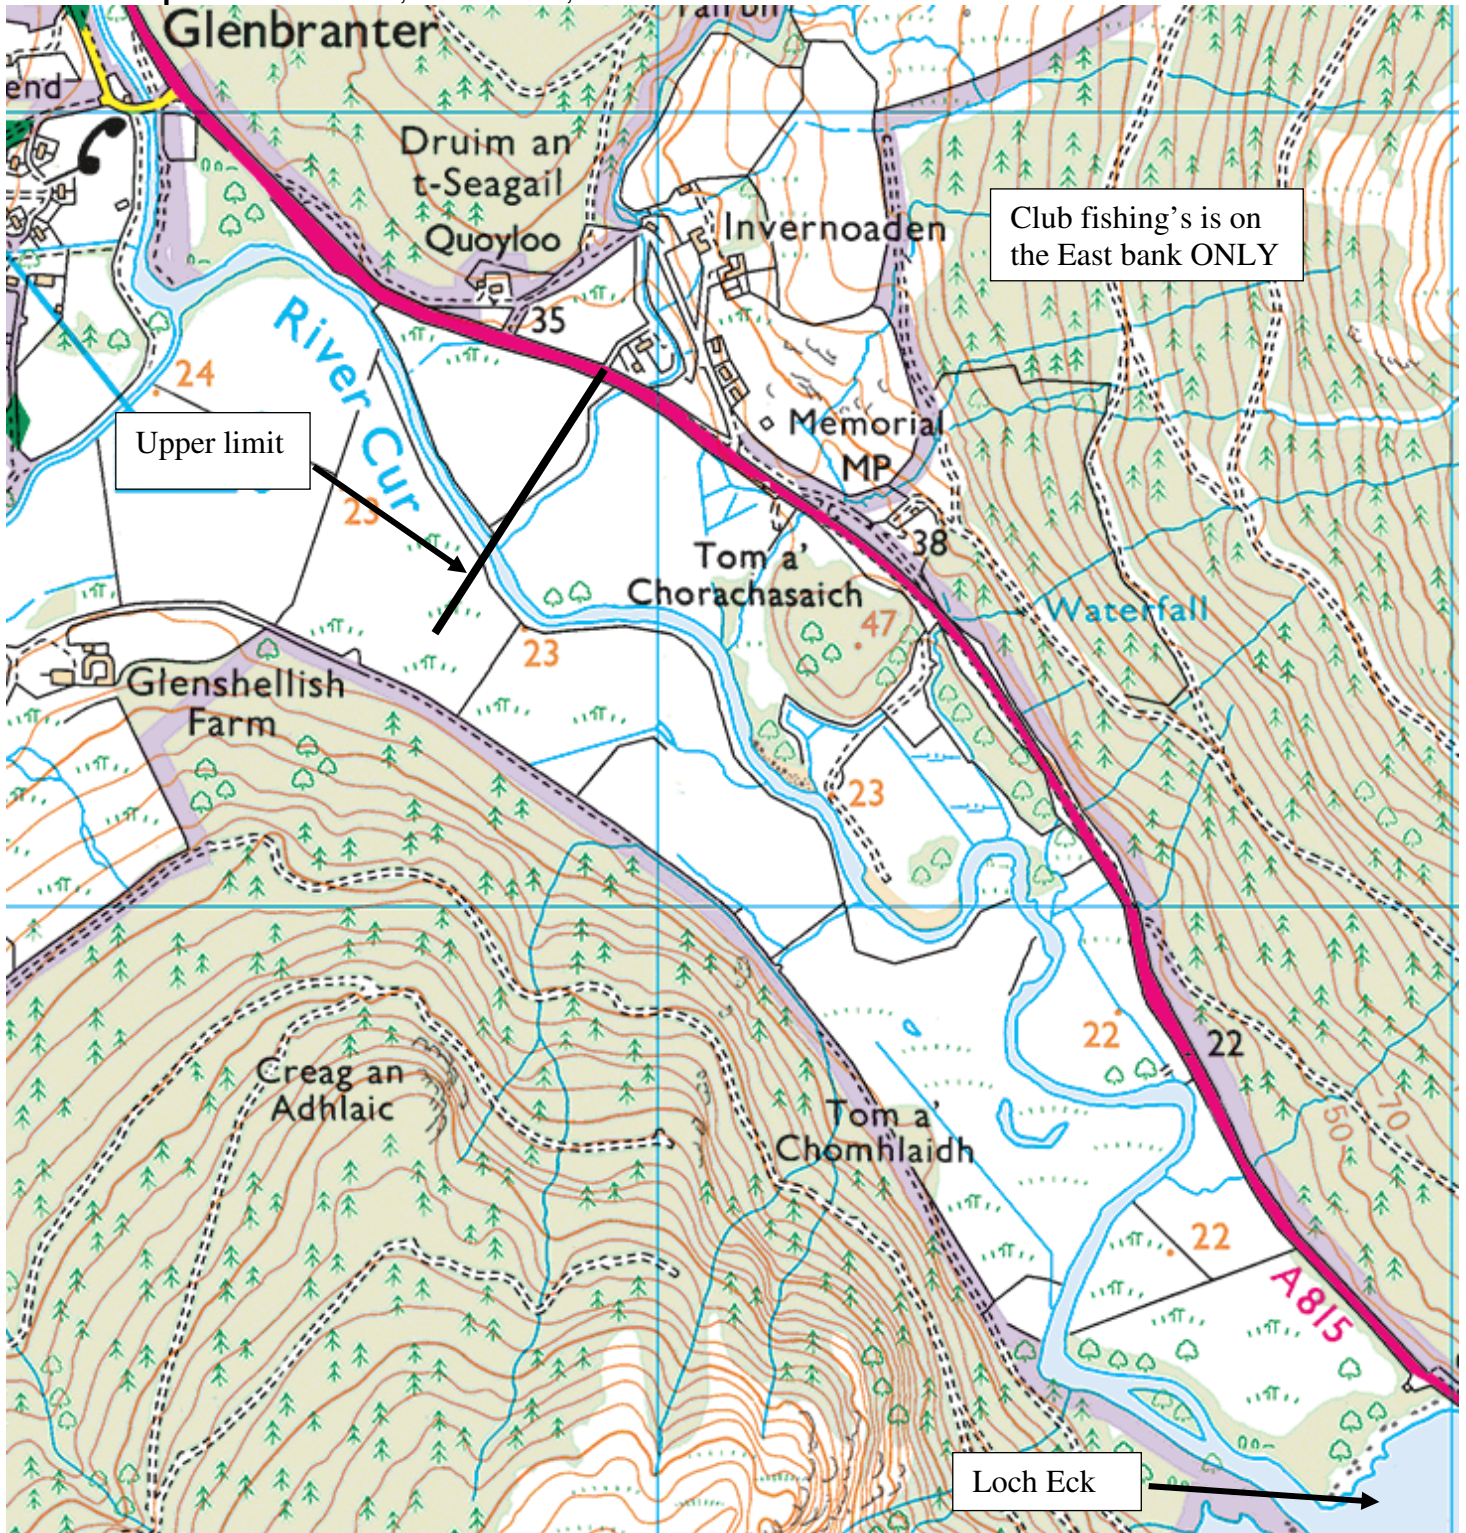 Glenbranter
end
Druim an
t-Seagail
Quoyloo
Invernoaden
Club fishing's is on
the East bank ONLY
River Cur
35
24
Upper limit
23
Memorial
MP
38
Tom a'
Chorachasaich
47
Waterfall
23
Glenshellish
Farm
23
22
22
Creag an
Adhlaic
Tom a'
Chomhlaidh
50
70
22
A815
Loch Eck